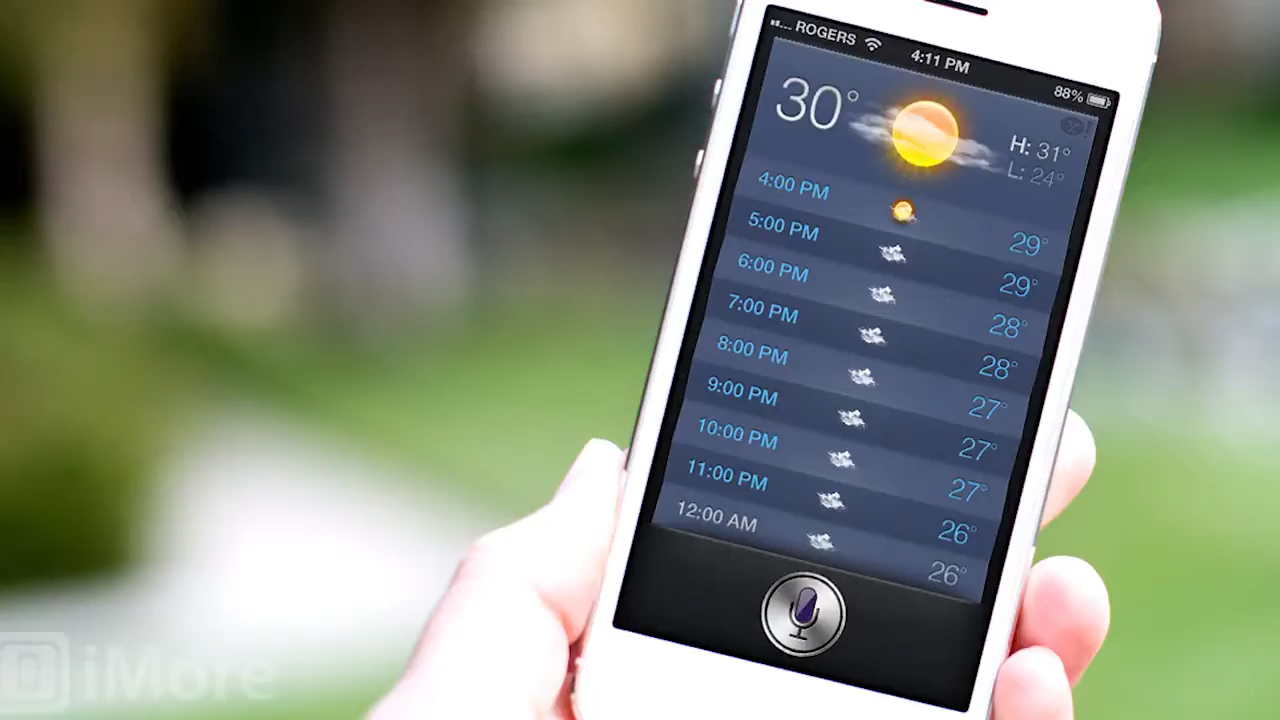 ROGERS 4:11 PM 88%
30° H: 31°
L: 24°
4:00 PM 29°
5:00 PM 29°
6:00 PM 28°
7:00 PM 28°
8:00 PM 27°
9:00 PM 27°
10:00 PM 27°
11:00 PM 26°
12:00 AM 26°
iMore